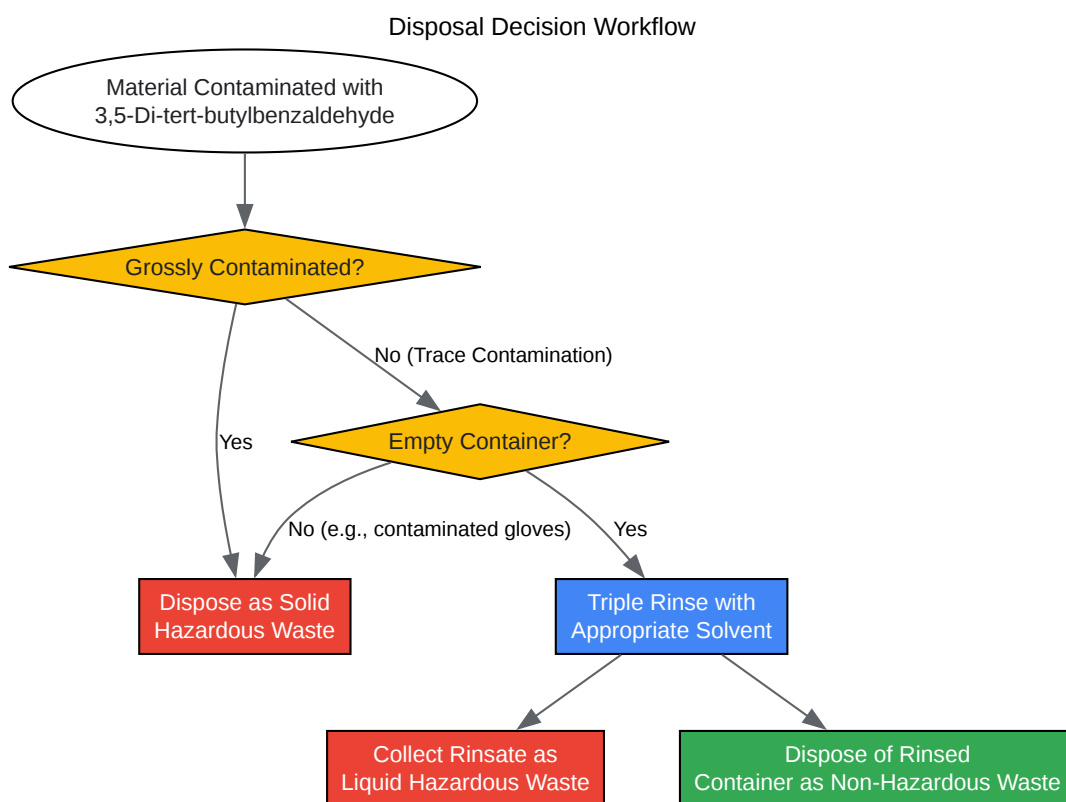 Disposal Decision Workflow
Material Contaminated with
3,5-Di-tert-butylbenzaldehyde
Grossly Contaminated?
No (Trace Contamination)
Yes
Empty Container?
No (e.g., contaminated gloves)
Yes
Dispose as Solid
Hazardous Waste
Triple Rinse with
Appropriate Solvent
Collect Rinsate as
Liquid Hazardous Waste
Dispose of Rinsed
Container as Non-Hazardous Waste